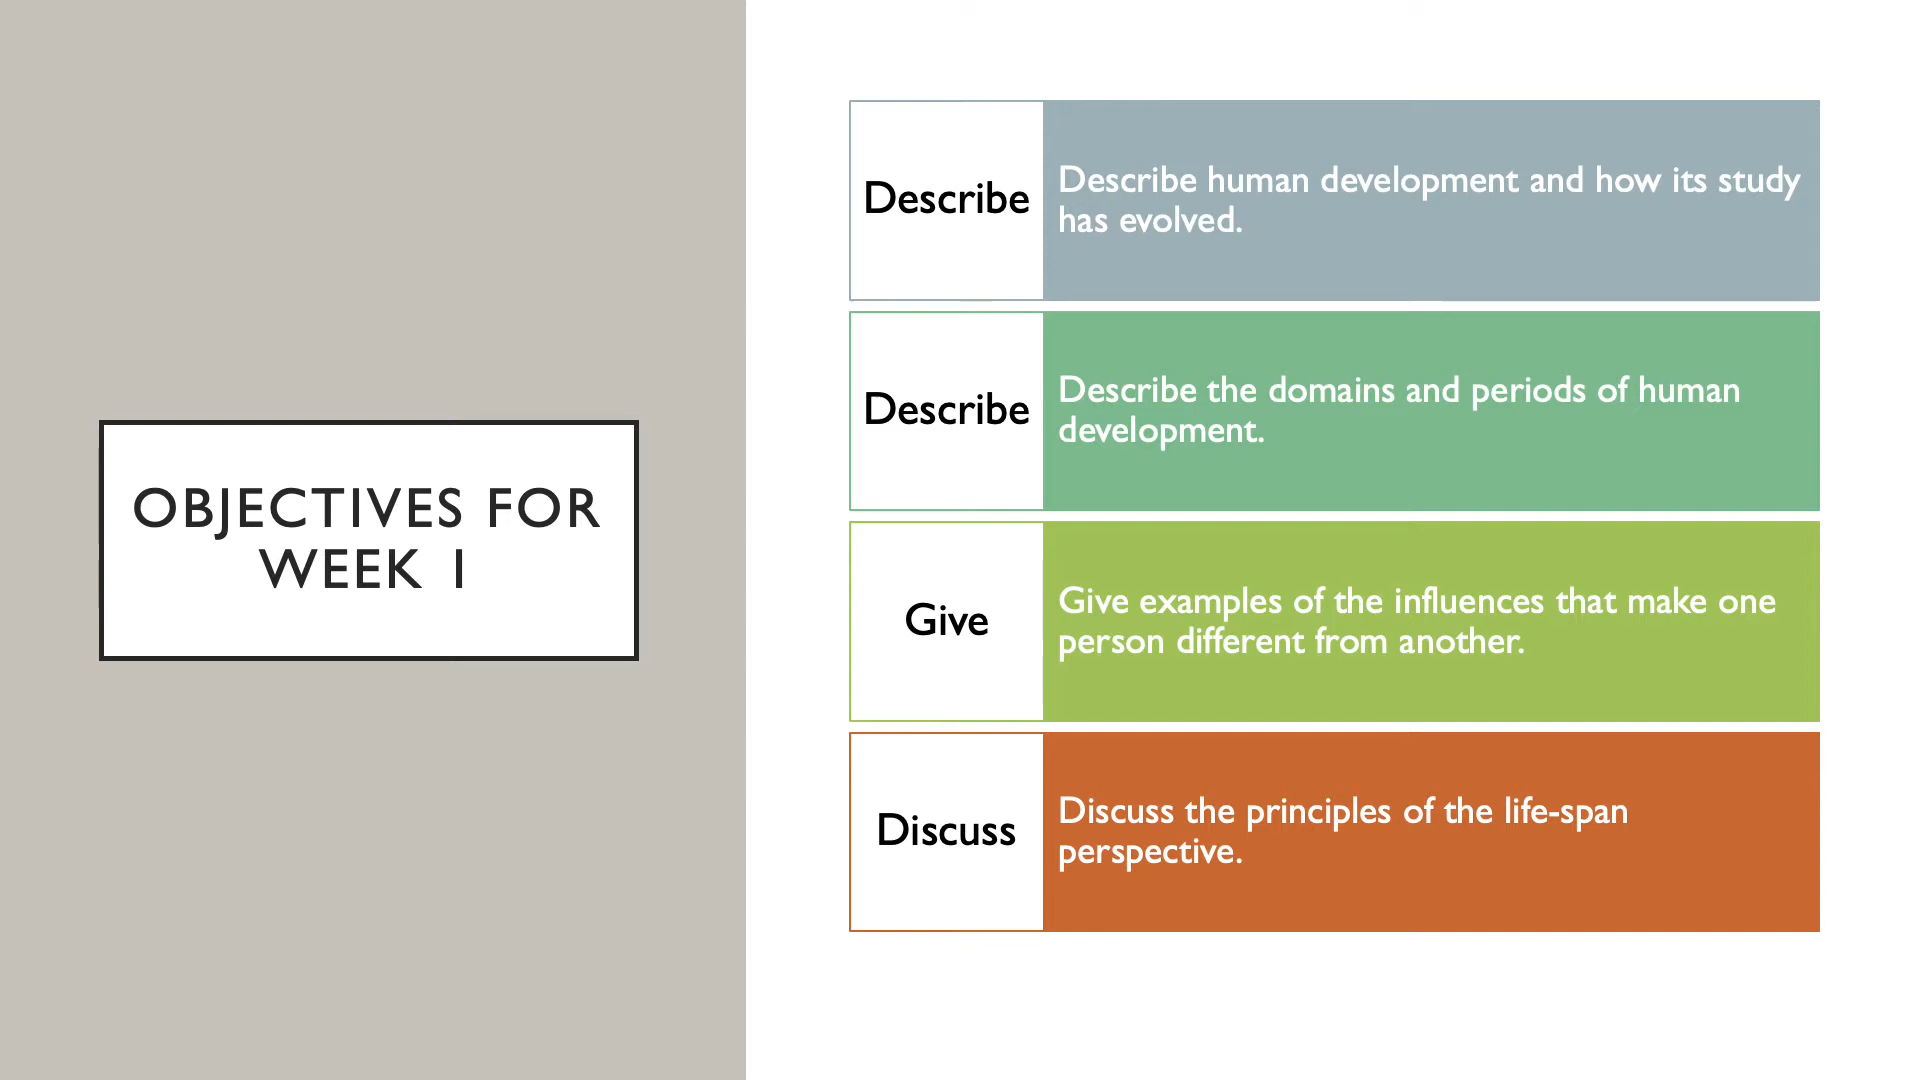 OBJECTIVES FOR
WEEK 1
Describe
Describe human development and how its study
has evolved.
Describe
Describe the domains and periods of human
development.
Give
Give examples of the influences that make one
person different from another.
Discuss
Discuss the principles of the life-span
perspective.